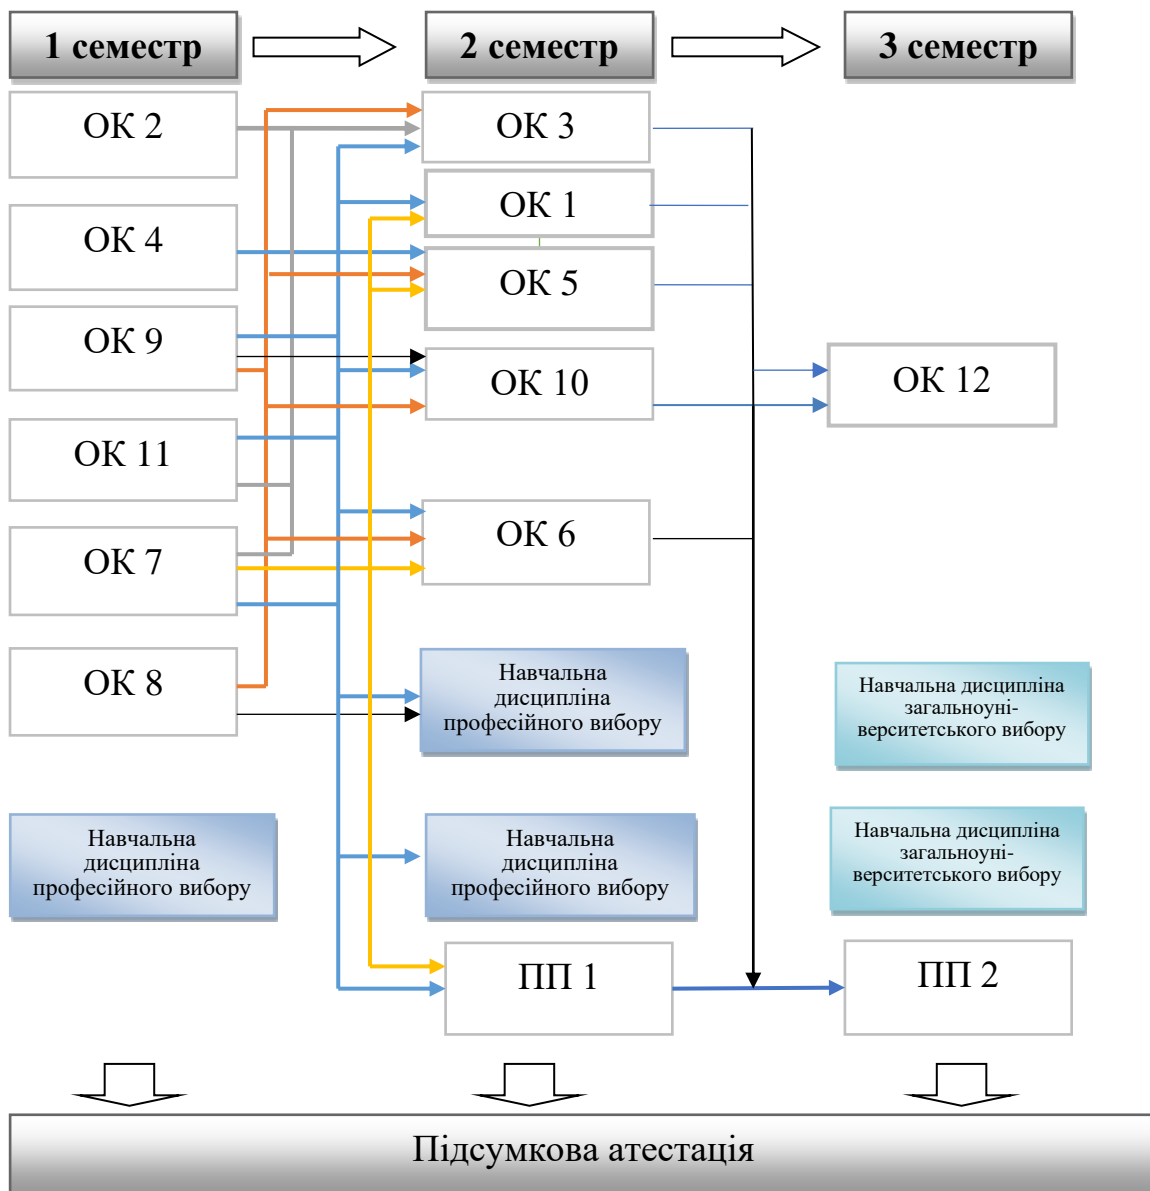 1 семестр
2 семестр
3 семестр
ОК 2
ОК 4
ОК 9
ОК 11
ОК 7
ОК 8
Навчальна
дисципліна
професійного вибору
ОК 3
ОК 1
ОК 5
ОК 10
ОК 6
Навчальна
дисципліна
професійного вибору
Навчальна
дисципліна
професійного вибору
ПП 1
ОК 12
Навчальна дисципліна
загальноуні-
верситетського вибору
Навчальна дисципліна
загальноуні-
верситетського вибору
ПП 2
Підсумкова атестація